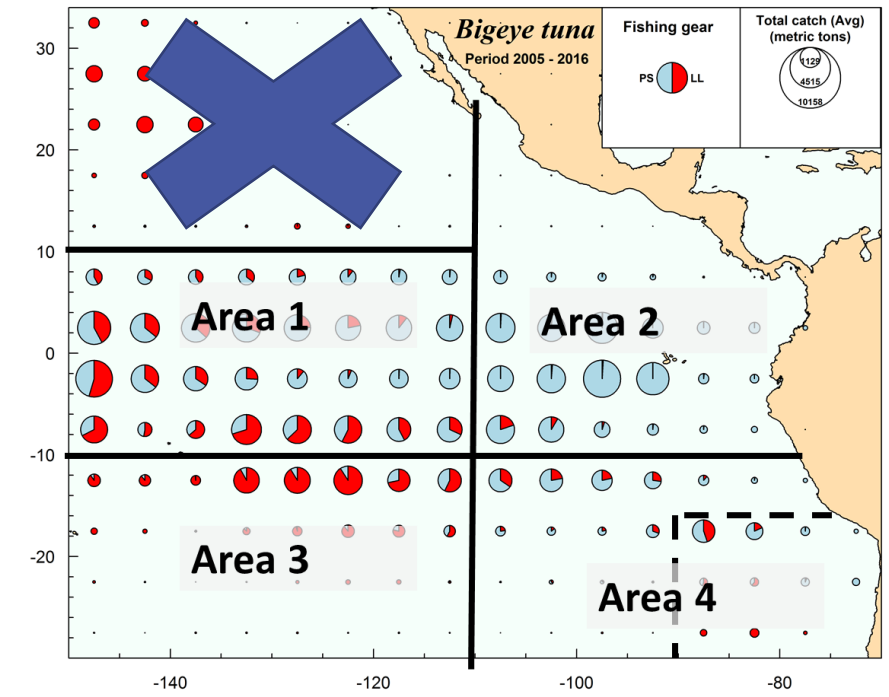 Bigeye tuna
Period 2005 - 2016
Fishing gear
PS
LL
Total catch (Avg)
(metric tons)
1129
4515
10158
30
20
10
0
-10
-20
Area 1
Area 2
Area 3
Area 4
-140
-120
-100
-80